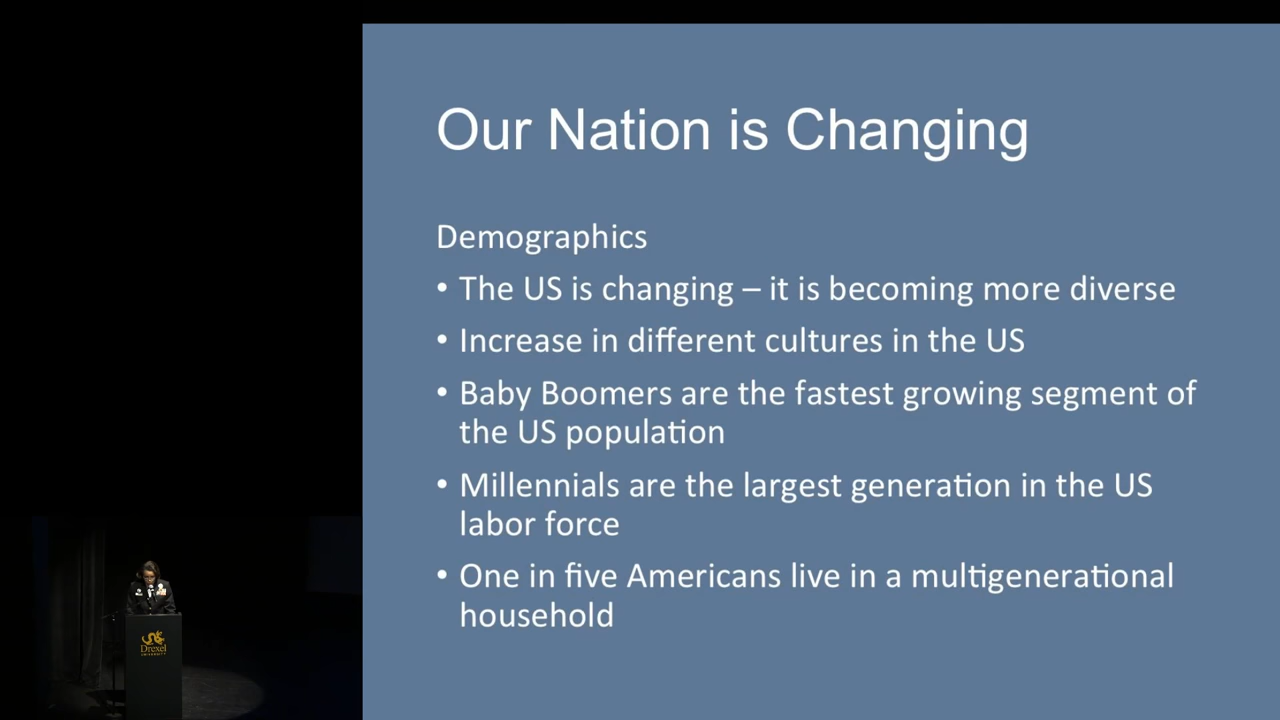 Our Nation is Changing
Demographics
• The US is changing – it is becoming more diverse
• Increase in different cultures in the US
• Baby Boomers are the fastest growing segment of
the US population
• Millennials are the largest generation in the US
labor force
• One in five Americans live in a multigenerational
household
Drexel
UNIVERSITY